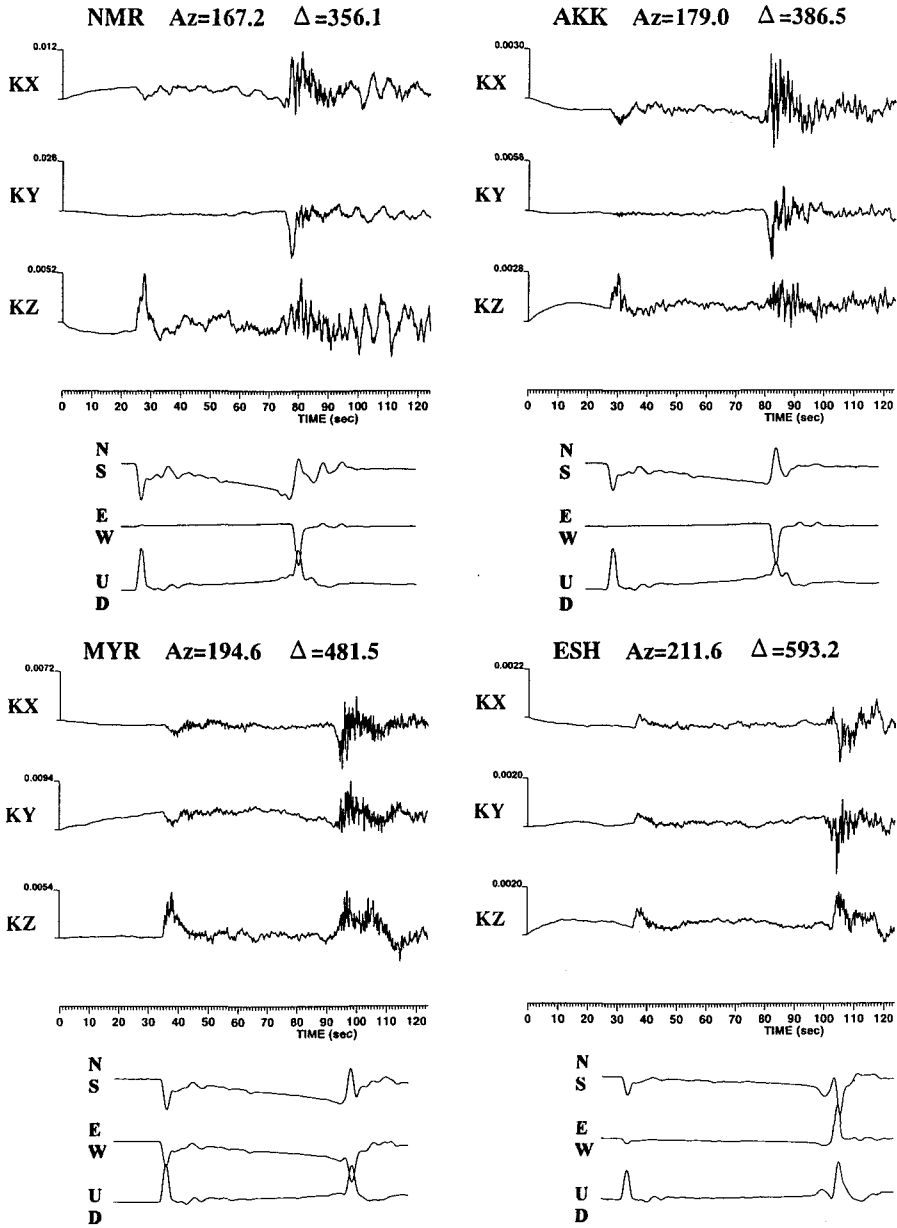 NMR Az=167.2 Δ=356.1
0.012
KX
0.026
KY
0.0052
KZ
0 10 20 30 40 50 60 70 80 90 100 110 120
TIME (sec)
N
S
E
W
U
D
AKK Az=179.0 Δ=386.5
0.0030
KX
0.0058
KY
0.0028
KZ
0 10 20 30 40 50 60 70 80 90 100 110 120
TIME (sec)
N
S
E
W
U
D
MYR Az=194.6 Δ=481.5
0.0072
KX
0.0094
KY
0.0054
KZ
0 10 20 30 40 50 60 70 80 90 100 110 120
TIME (sec)
N
S
E
W
U
D
ESH Az=211.6 Δ=593.2
0.0022
KX
0.0020
KY
0.0020
KZ
0 10 20 30 40 50 60 70 80 90 100 110 120
TIME (sec)
N
S
E
W
U
D